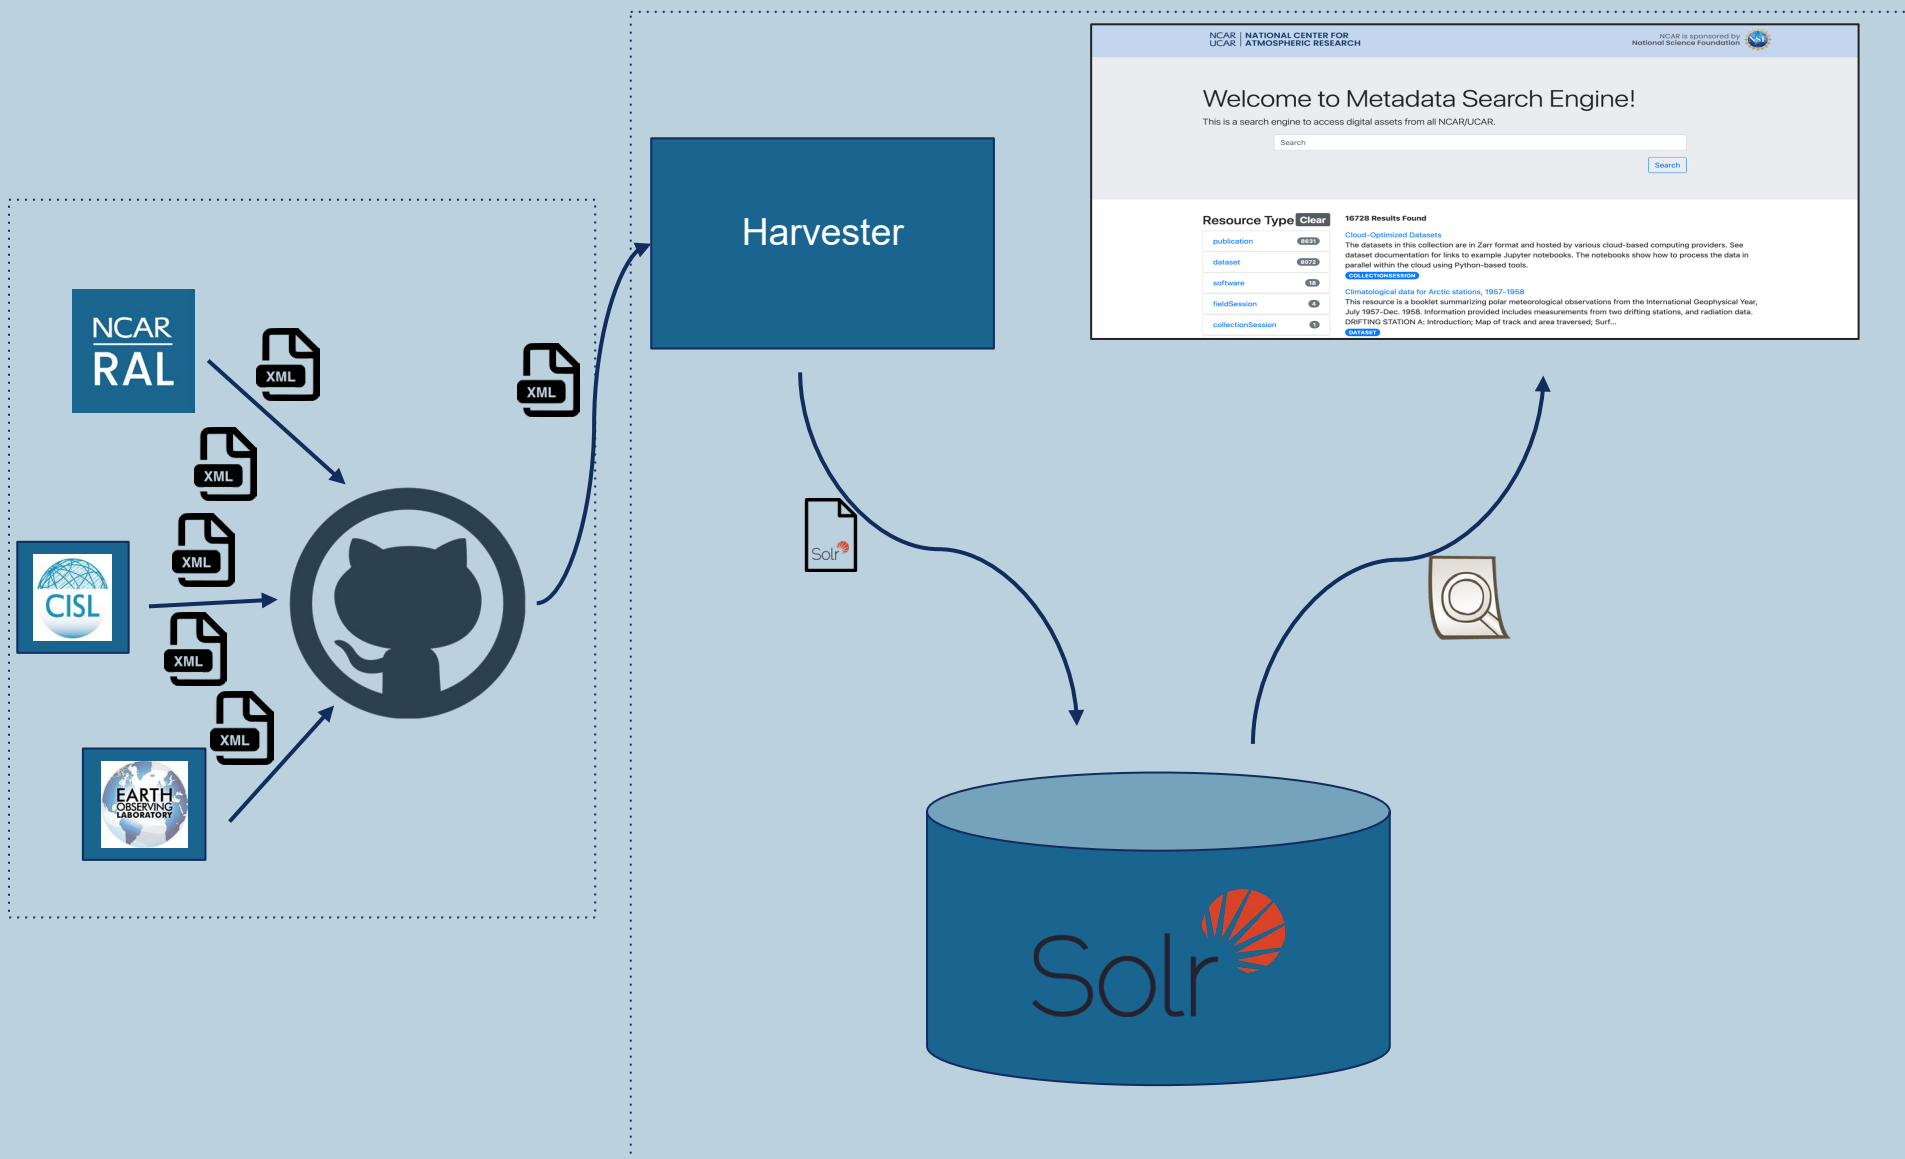 NCAR
UCAR
NATIONAL CENTER FOR
ATMOSPHERIC RESEARCH
NCAR is sponsored by
National Science Foundation
NSF
Welcome to Metadata Search Engine!
This is a search engine to access digital assets from all NCAR/UCAR.
Search
Search
Resource Type Clear
publication 8631
dataset 8072
software 18
fieldSession 4
collectionSession 1
16728 Results Found
Cloud-Optimized Datasets
The datasets in this collection are in Zarr format and hosted by various cloud-based computing providers. See
dataset documentation for links to example Jupyter notebooks. The notebooks show how to process the data in
parallel within the cloud using Python-based tools.
COLLECTIONSESSION
Climatological data for Arctic stations, 1957-1958
This resource is a booklet summarizing polar meteorological observations from the International Geophysical Year,
July 1957-Dec. 1958. Information provided includes measurements from two drifting stations, and radiation data.
DRIFTING STATION A: Introduction; Map of track and area traversed; Surf...
DATASET
Harvester
NCAR
RAL
XML
XML
XML
XML
XML
XML
CISL
EARTH
OBSERVING
LABORATORY
Solr
Solr